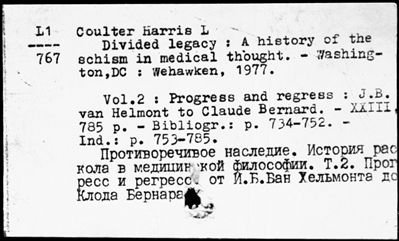 L1 Coulter Harris L
---- Divided legacy : A history of the
767 schism in medical thought. - Washing-
ton,DC : Wehawken, 1977.
Vol.2 : Progress and regress : J.B.
van Helmont to Claude Bernard. - XXIII,
785 p. - Bibliogr.: p. 734-752. -
Ind.: p. 753-785.
Противоречивое наследие. История рас
кола в медицинской философии. Т.2. Прог
ресс и регресс от Й.Б.Ван Хельмонта до
Клода Бернара